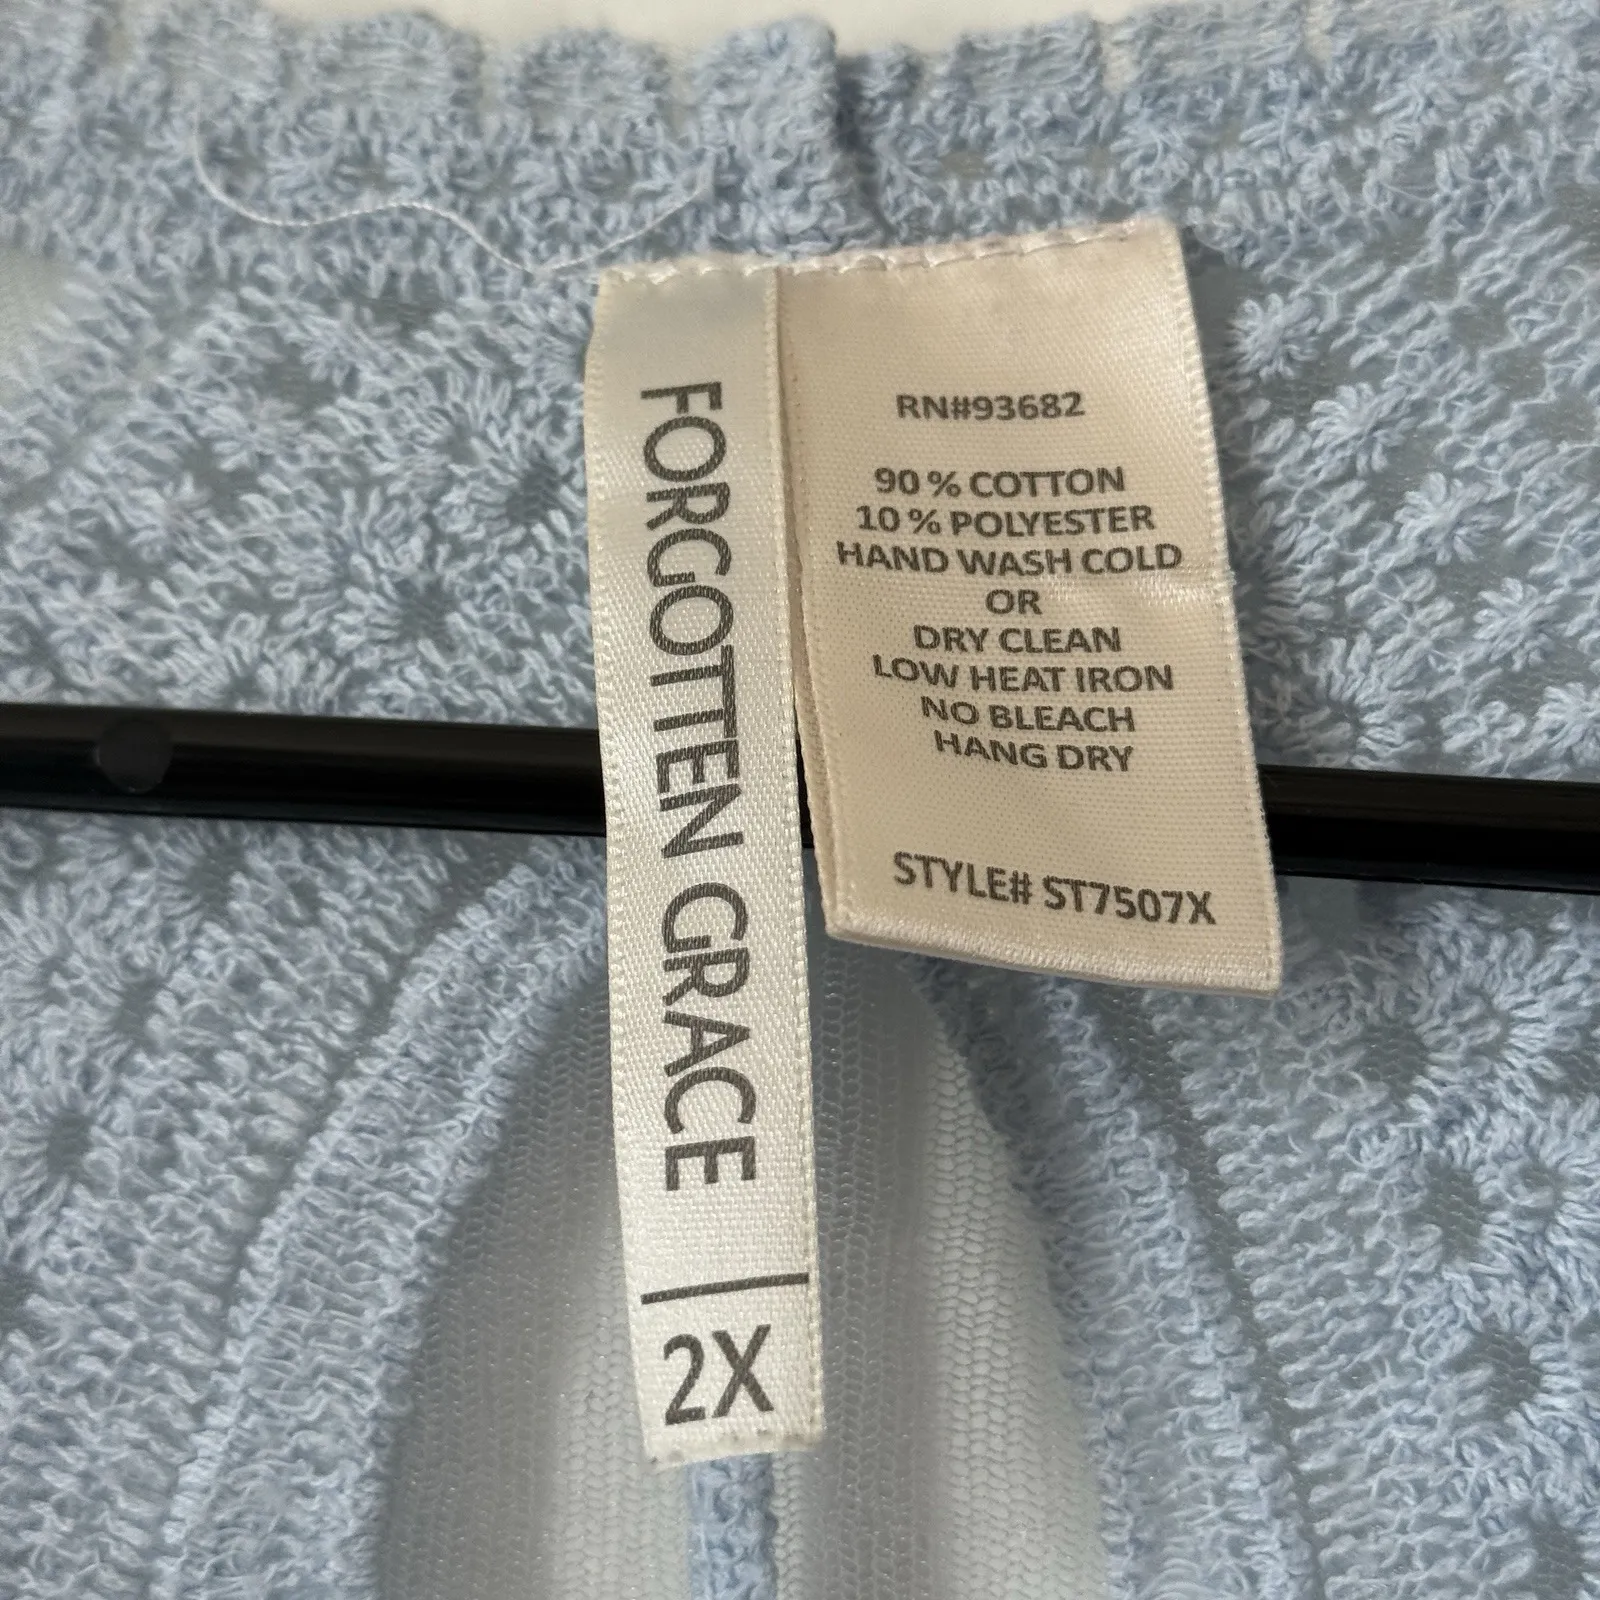 FORGOTTEN GRACE
2X
RN#93682
90 % COTTON
10 % POLYESTER
HAND WASH COLD
OR
DRY CLEAN
LOW HEAT IRON
NO BLEACH
HANG DRY
STYLE# ST7507X